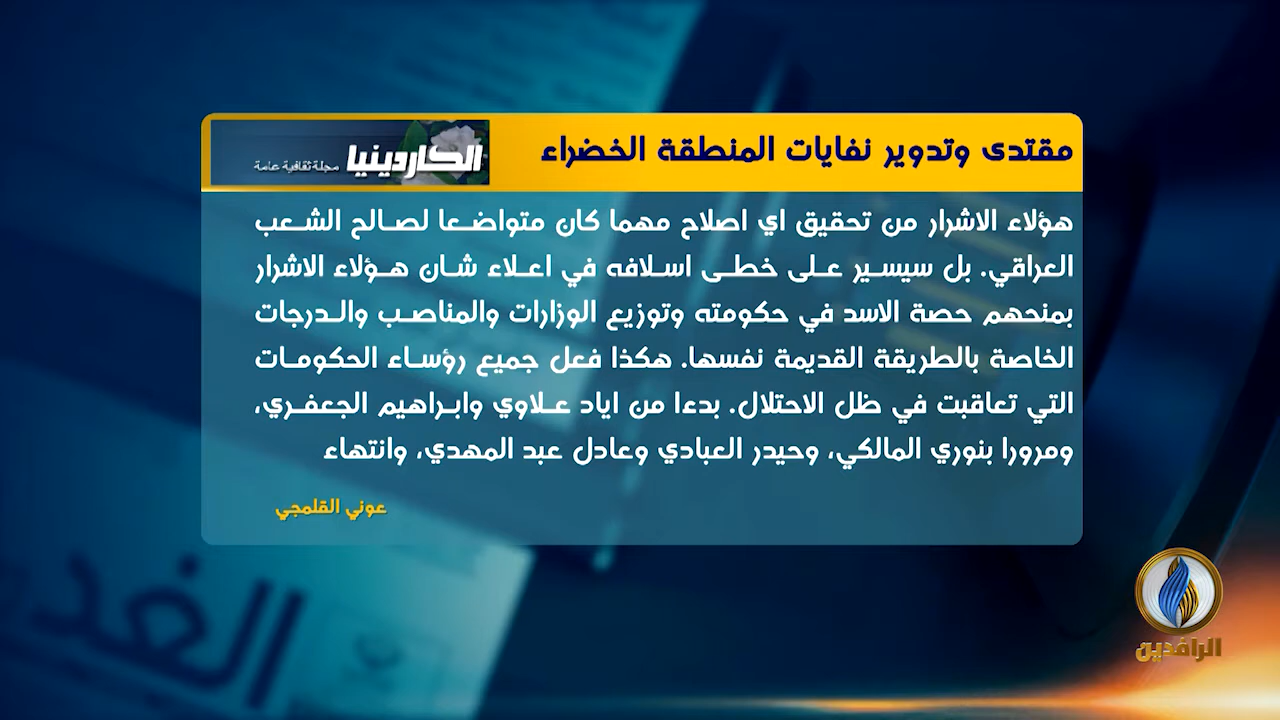 مقتدى وتدوير نفايات المنطقة الخضراء
الكاردينيا
مجلة ثقافية عامة
هؤلاء الاشرار من تحقيق اي اصلاح مهما كان متواضعا لصالح الشعب
العراقي. بل سيسير على خطى اسلافه في اعلاء شان هؤلاء الاشرار
بمنحهم حصة الاسد في حكومته وتوزيع الوزارات والمناصب والدرجات
الخاصة بالطريقة القديمة نفسها. هكذا فعل جميع رؤساء الحكومات
التي تعاقبت في ظل الاحتلال. بدءا من اياد علاوي وابراهيم الجعفري،
ومرورا بنوري المالكي، وحيدر العبادي وعادل عبد المهدي، وانتهاء
عوني القلمجي
الغد
الرافدين